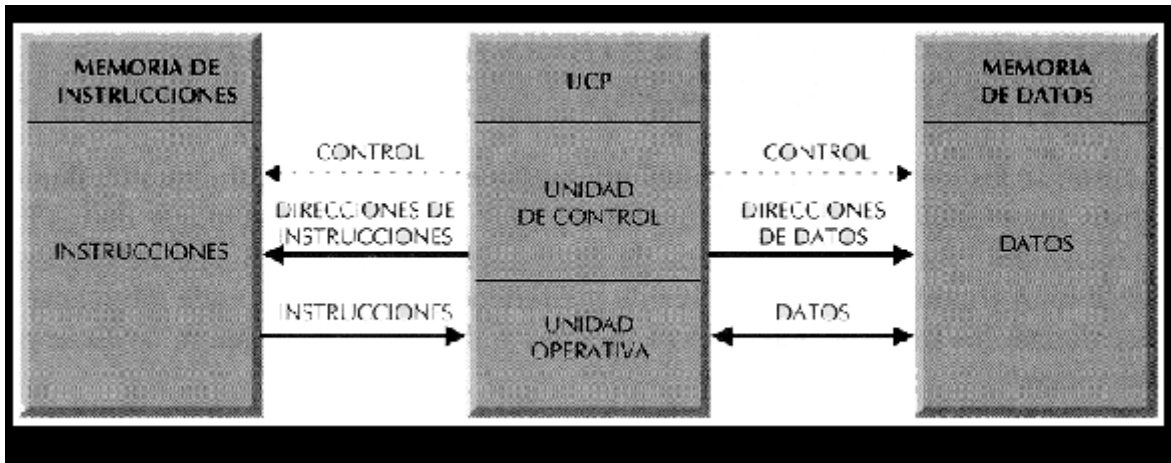 MEMORIA DE
INSTRUCCIONES
INSTRUCCIONES
CONTROL
DIRECCIONES DE
INSTRUCCIONES
INSTRUCCIONES
UCP
UNIDAD
DE CONTROL
UNIDAD
OPERATIVA
CONTROL
DIRECCIONES
DE DATOS
DATOS
MEMORIA
DE DATOS
DATOS